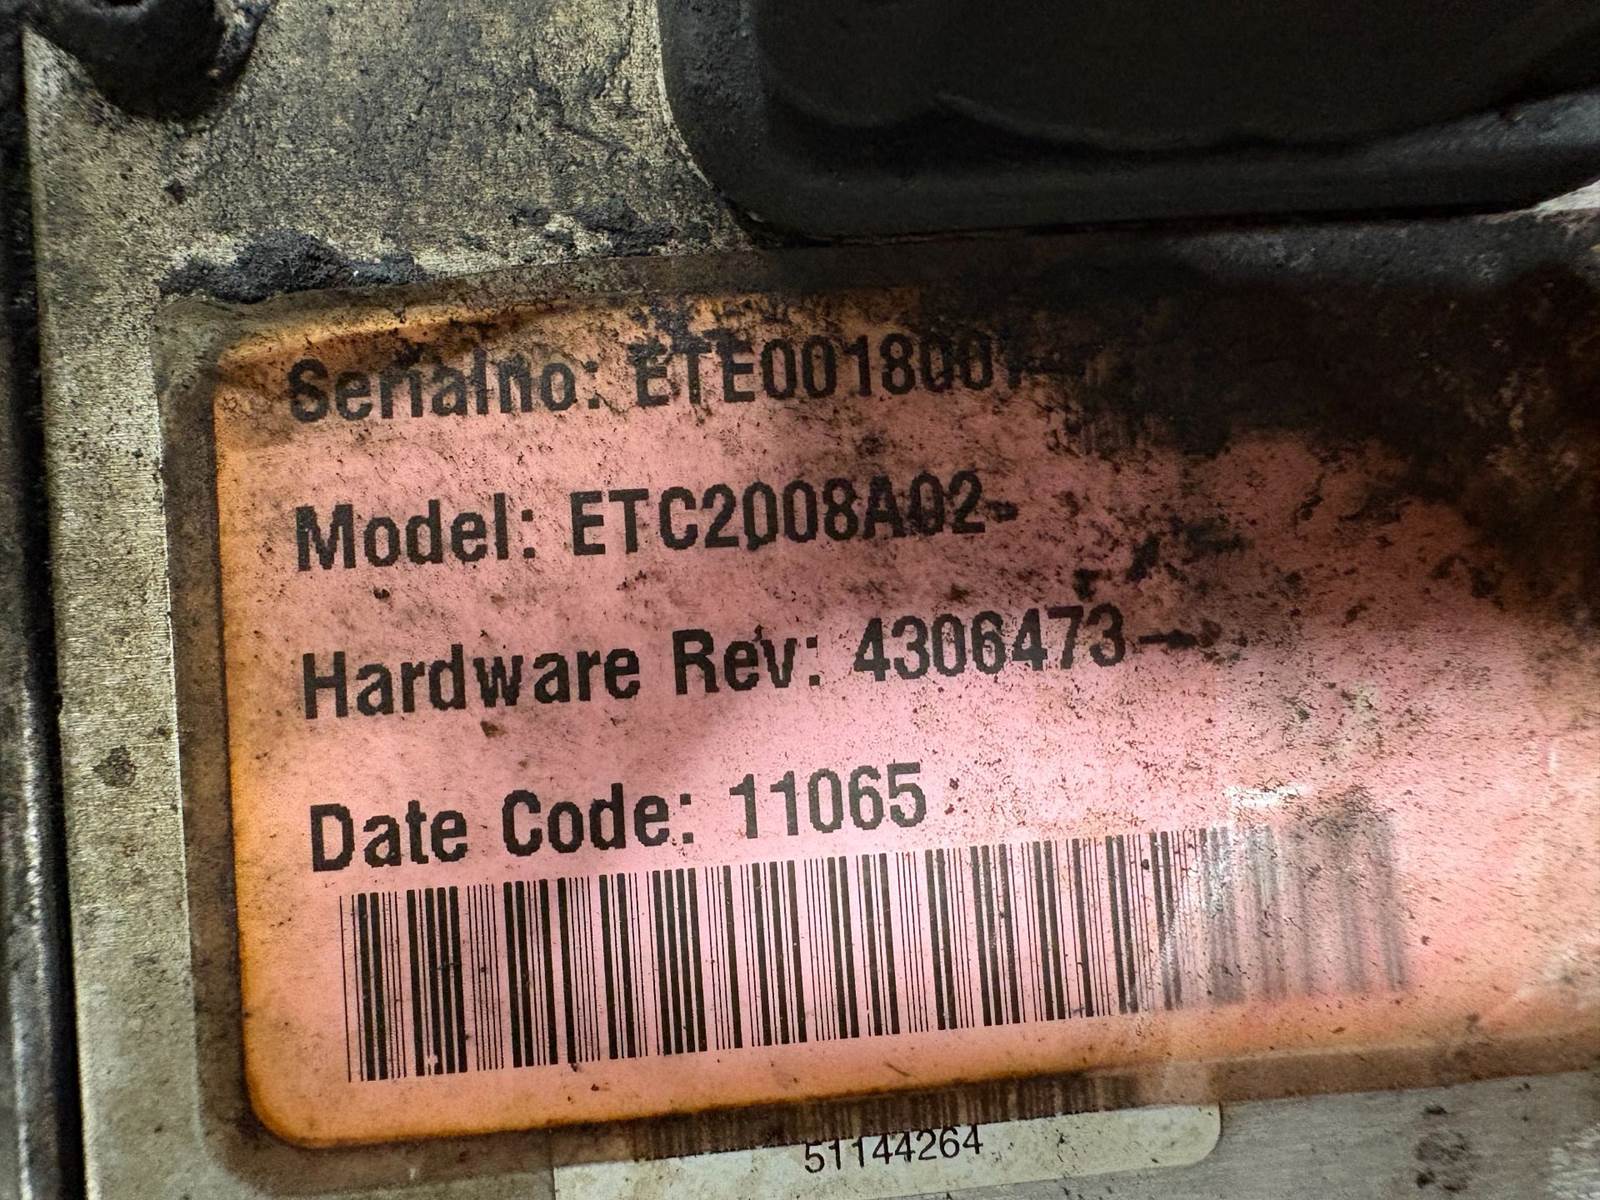 Serialno:
Model: ETC2008A02-
Hardware Rev: 4306473-
Date Code: 11065
51144264